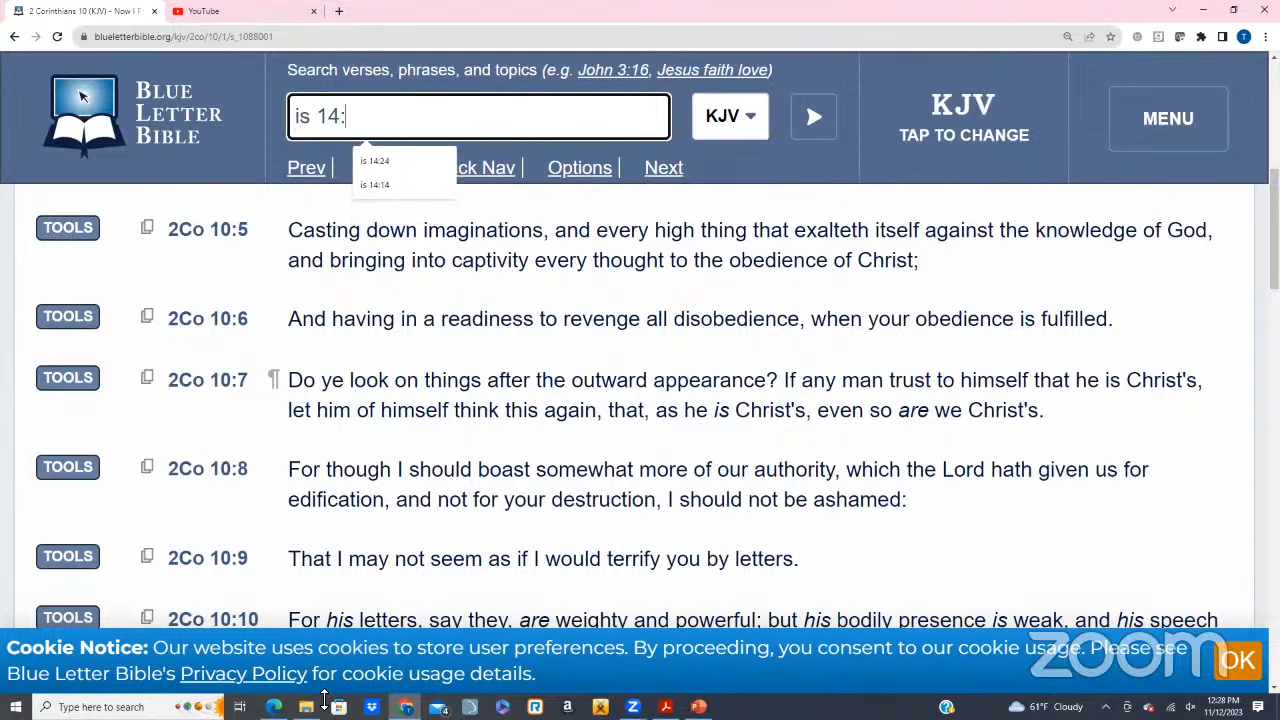 2 Corinthians 10 (KJV) - Now I P
YouTube
blueletterbible.org/kjv/2co/10/1/s_1088001
BLUE
LETTER
BIBLE
Search verses, phrases, and topics (e.g. John 3:16, Jesus faith love)
is 14:
KJV
is 14:24
is 14:14
Prev
ck Nav
Options
Next
KJV
TAP TO CHANGE
MENU
TOOLS 2Co 10:5 Casting down imaginations, and every high thing that exalteth itself against the knowledge of God,
and bringing into captivity every thought to the obedience of Christ;
TOOLS 2Co 10:6 And having in a readiness to revenge all disobedience, when your obedience is fulfilled.
TOOLS 2Co 10:7 ¶ Do ye look on things after the outward appearance? If any man trust to himself that he is Christ's,
let him of himself think this again, that, as he is Christ's, even so are we Christ's.
TOOLS 2Co 10:8 For though I should boast somewhat more of our authority, which the Lord hath given us for
edification, and not for your destruction, I should not be ashamed:
TOOLS 2Co 10:9 That I may not seem as if I would terrify you by letters.
TOOLS 2Co 10:10 For his letters, say they, are weighty and powerful; but his bodily presence is weak, and his speech
Cookie Notice: Our website uses cookies to store user preferences. By proceeding, you consent to our cookie usage. Please see
Blue Letter Bible's Privacy Policy for cookie usage details.
OK
zoom
Type here to search
61°F Cloudy
12:28 PM
11/12/2023